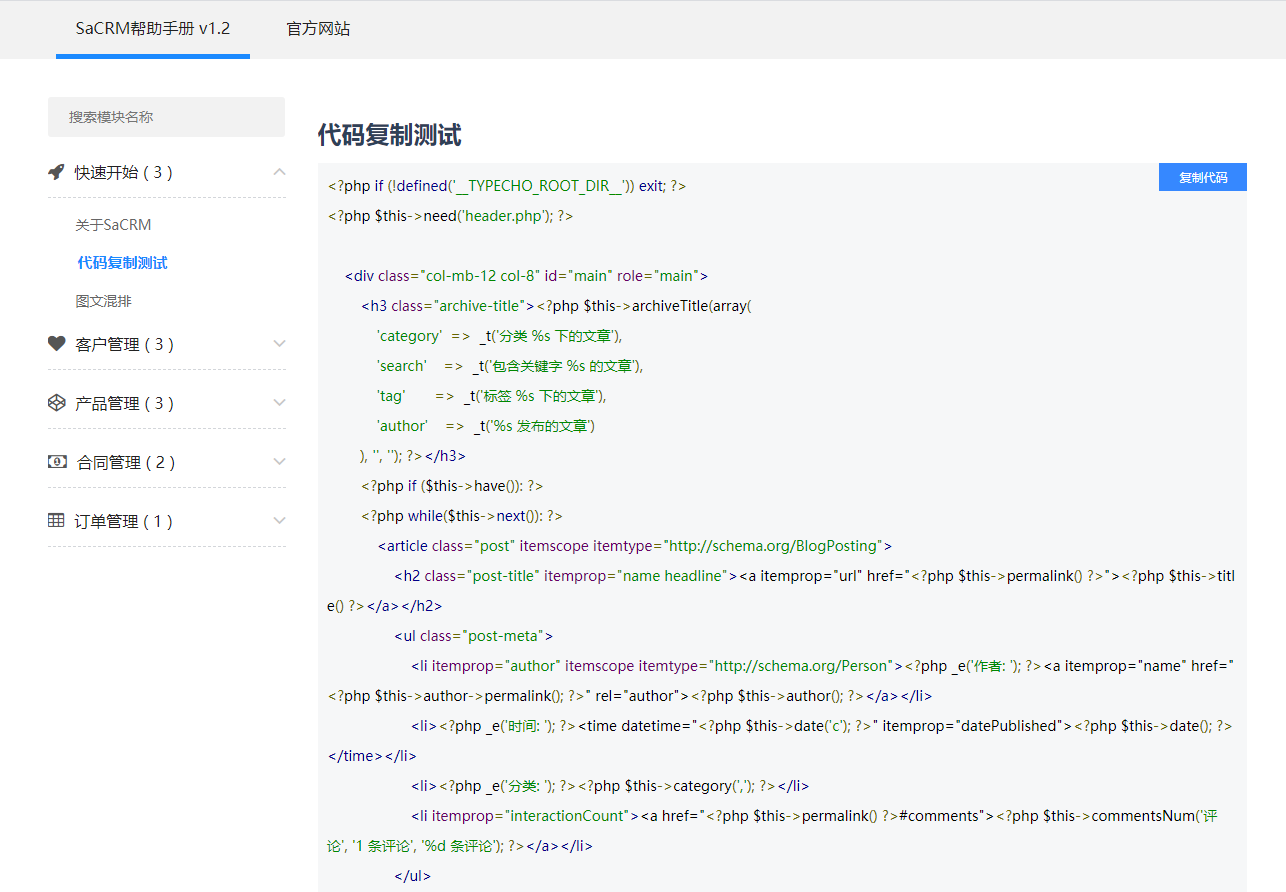 SaCRM帮助手册 v1.2
官方网站
搜索模块名称
快速开始 ( 3 )
关于SaCRM
代码复制测试
图文混排
客户管理 ( 3 )
产品管理 ( 3 )
合同管理 ( 2 )
订单管理 ( 1 )
代码复制测试
复制代码
<?php if (!defined('__TYPECHO_ROOT_DIR__')) exit; ?>
<?php $this->need('header.php'); ?>
<div class="col-mb-12 col-8" id="main" role="main">
<h3 class="archive-title"><?php $this->archiveTitle(array(
'category'  =>  _t('分类 %s 下的文章'),
'search'    =>  _t('包含关键字 %s 的文章'),
'tag'       =>  _t('标签 %s 下的文章'),
'author'    =>  _t('%s 发布的文章')
), '', ''); ?></h3>
<?php if ($this->have()): ?>
<?php while($this->next()): ?>
<article class="post" itemscope itemtype="http://schema.org/BlogPosting">
<h2 class="post-title" itemprop="name headline"><a itemprop="url" href="<?php $this->permalink() ?>"><?php $this->titl
e() ?></a></h2>
<ul class="post-meta">
<li itemprop="author" itemscope itemtype="http://schema.org/Person"><?php _e('作者: '); ?><a itemprop="name" href="
<?php $this->author->permalink(); ?>" rel="author"><?php $this->author(); ?></a></li>
<li><?php _e('时间: '); ?><time datetime="<?php $this->date('c'); ?>" itemprop="datePublished"><?php $this->date(); ?>
</time></li>
<li><?php _e('分类: '); ?><?php $this->category(','); ?></li>
<li itemprop="interactionCount"><a href="<?php $this->permalink() ?>#comments"><?php $this->commentsNum('评
论', '1 条评论', '%d 条评论'); ?></a></li>
</ul>